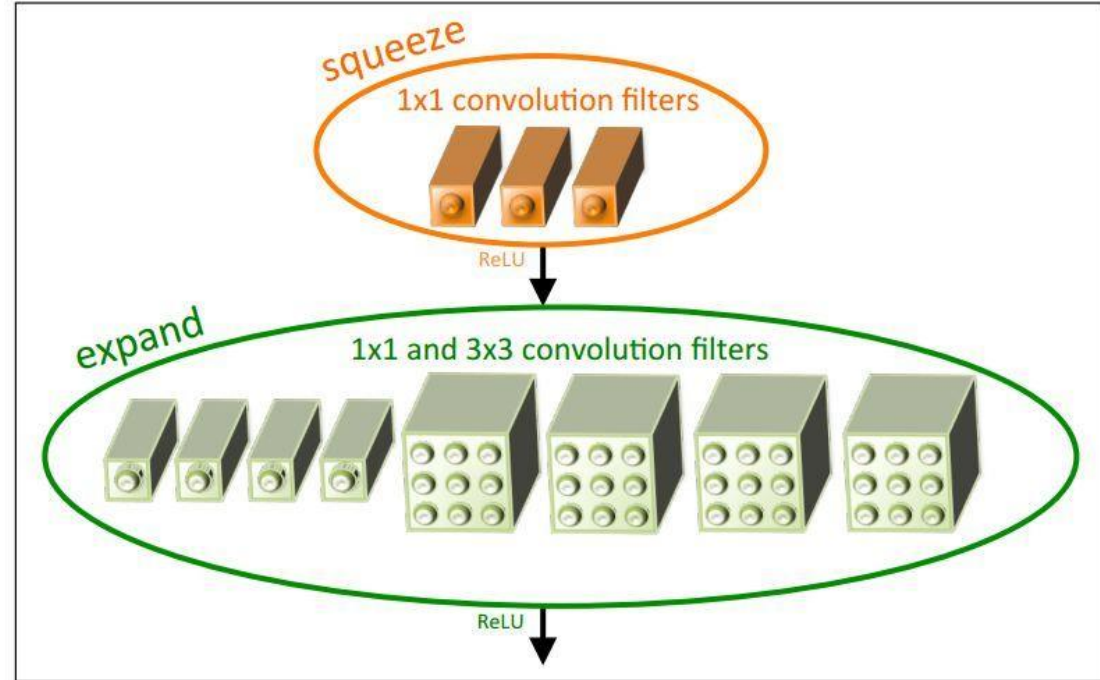 squeeze
1x1 convolution filters
ReLU
expand
1x1 and 3x3 convolution filters
ReLU